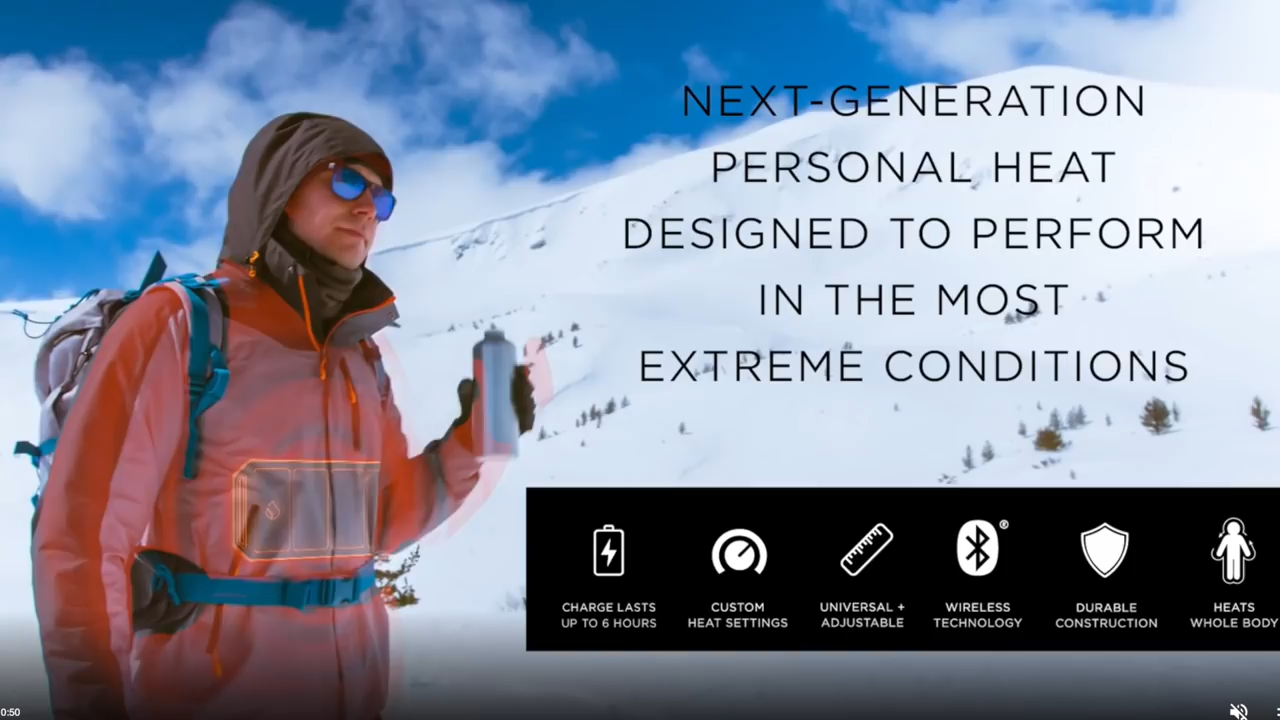 NEXT-GENERATION
PERSONAL HEAT
DESIGNED TO PERFORM
IN THE MOST
EXTREME CONDITIONS
®
CHARGE LASTS
UP TO 6 HOURS
CUSTOM
HEAT SETTINGS
UNIVERSAL +
ADJUSTABLE
WIRELESS
TECHNOLOGY
DURABLE
CONSTRUCTION
HEATS
WHOLE BODY
0:50